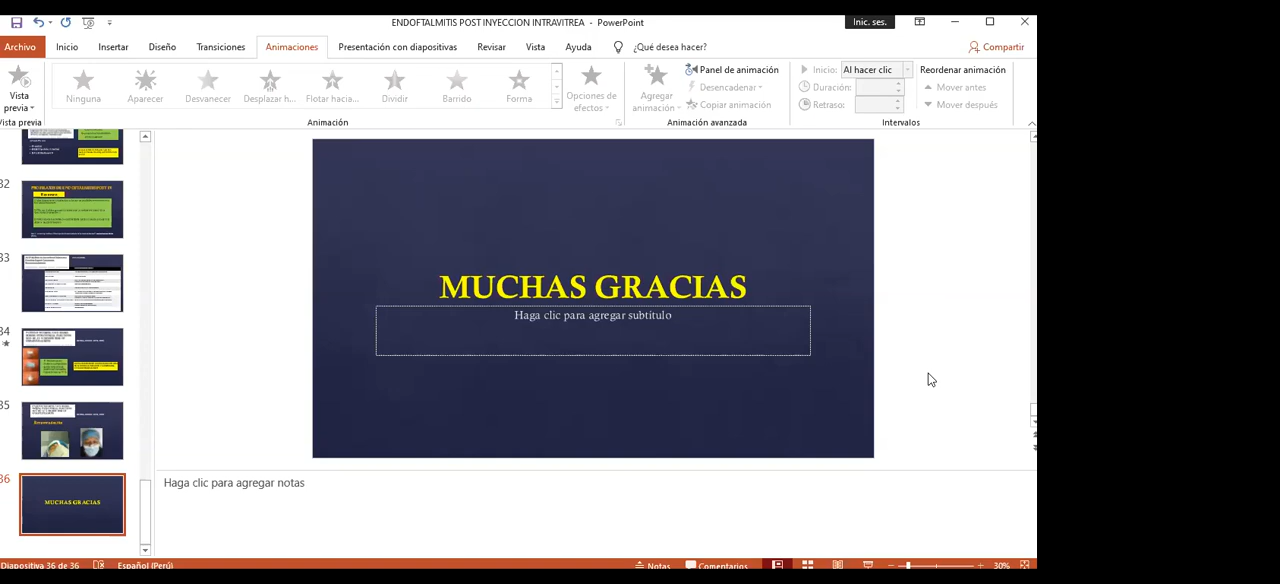 ENDOFTALMITIS POST INYECCION INTRAVITREA - PowerPoint
Inic. ses.
Archivo Inicio Insertar Diseño Transiciones Animaciones Presentación con diapositivas Revisar Vista Ayuda ¿Qué desea hacer? Compartir
Vista previa
Ninguna Aparecer Desvanecer Desplazar h... Flotar hacia... Dividir Barrido Forma
Opciones de efectos
Agregar animación
Panel de animación
Desencadenar
Copiar animación
Inicio: Al hacer clic
Duración:
Retraso:
Reordenar animación
Mover antes
Mover después
Vista previa Animación Animación avanzada Intervalos
32
33
34
35
36
MUCHAS GRACIAS
MUCHAS GRACIAS
Haga clic para agregar subtítulo
Haga clic para agregar notas
Diapositiva 36 de 36 Español (Perú) Notas Comentarios 30%